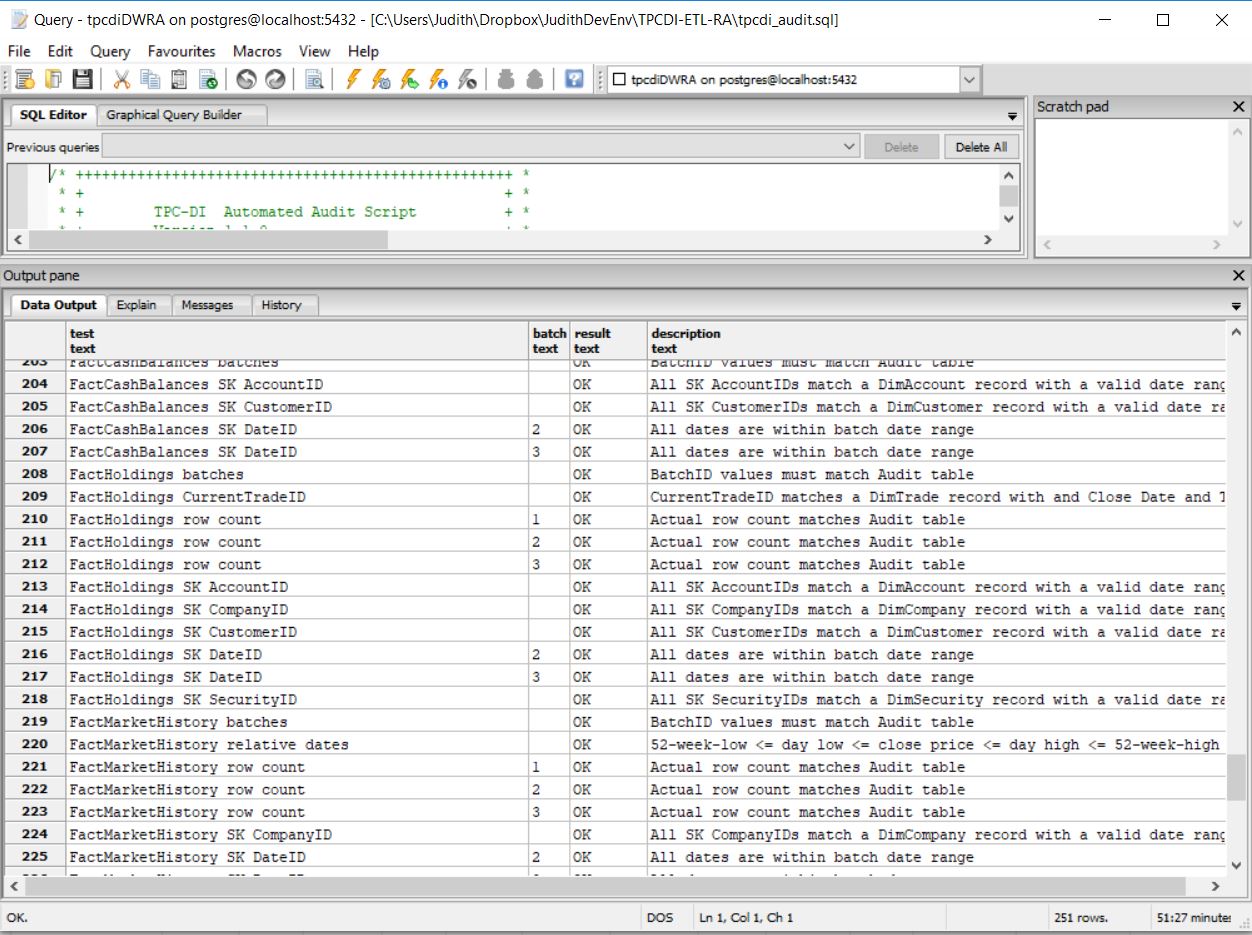 Query - tpcdiDWRA on postgres@localhost:5432 - [C:\Users\Judith\Dropbox\JudithDevEnv\TPCDI-ETL-RA\tpcdi_audit.sql]
File Edit Query Favourites Macros View Help
tpcdiDWRA on postgres@localhost:5432
SQL Editor Graphical Query Builder
Scratch pad
Previous queries Delete Delete All
/* ++++++++++++++++++++++++++++++++++++++++++++++++++ *
* + + *
* + TPC-DI Automated Audit Script + *
Output pane
Data Output Explain Messages History
test batch result description
text text text text
203 FactCashBalances batches OK BatchID values must match Audit table
204 FactCashBalances SK AccountID OK All SK AccountIDs match a DimAccount record with a valid date rang
205 FactCashBalances SK CustomerID OK All SK CustomerIDs match a DimCustomer record with a valid date ra
206 FactCashBalances SK DateID 2 OK All dates are within batch date range
207 FactCashBalances SK DateID 3 OK All dates are within batch date range
208 FactHoldings batches OK BatchID values must match Audit table
209 FactHoldings CurrentTradeID OK CurrentTradeID matches a DimTrade record with and Close Date and T
210 FactHoldings row count 1 OK Actual row count matches Audit table
211 FactHoldings row count 2 OK Actual row count matches Audit table
212 FactHoldings row count 3 OK Actual row count matches Audit table
213 FactHoldings SK AccountID OK All SK AccountIDs match a DimAccount record with a valid date rang
214 FactHoldings SK CompanyID OK All SK CompanyIDs match a DimCompany record with a valid date rang
215 FactHoldings SK CustomerID OK All SK CustomerIDs match a DimCustomer record with a valid date ra
216 FactHoldings SK DateID 2 OK All dates are within batch date range
217 FactHoldings SK DateID 3 OK All dates are within batch date range
218 FactHoldings SK SecurityID OK All SK SecurityIDs match a DimSecurity record with a valid date ra
219 FactMarketHistory batches OK BatchID values must match Audit table
220 FactMarketHistory relative dates OK 52-week-low <= day low <= close price <= day high <= 52-week-high
221 FactMarketHistory row count 1 OK Actual row count matches Audit table
222 FactMarketHistory row count 2 OK Actual row count matches Audit table
223 FactMarketHistory row count 3 OK Actual row count matches Audit table
224 FactMarketHistory SK CompanyID OK All SK CompanyIDs match a DimCompany record with a valid date rang
225 FactMarketHistory SK DateID 2 OK All dates are within batch date range
OK. DOS Ln 1, Col 1, Ch 1 251 rows. 51:27 minutes